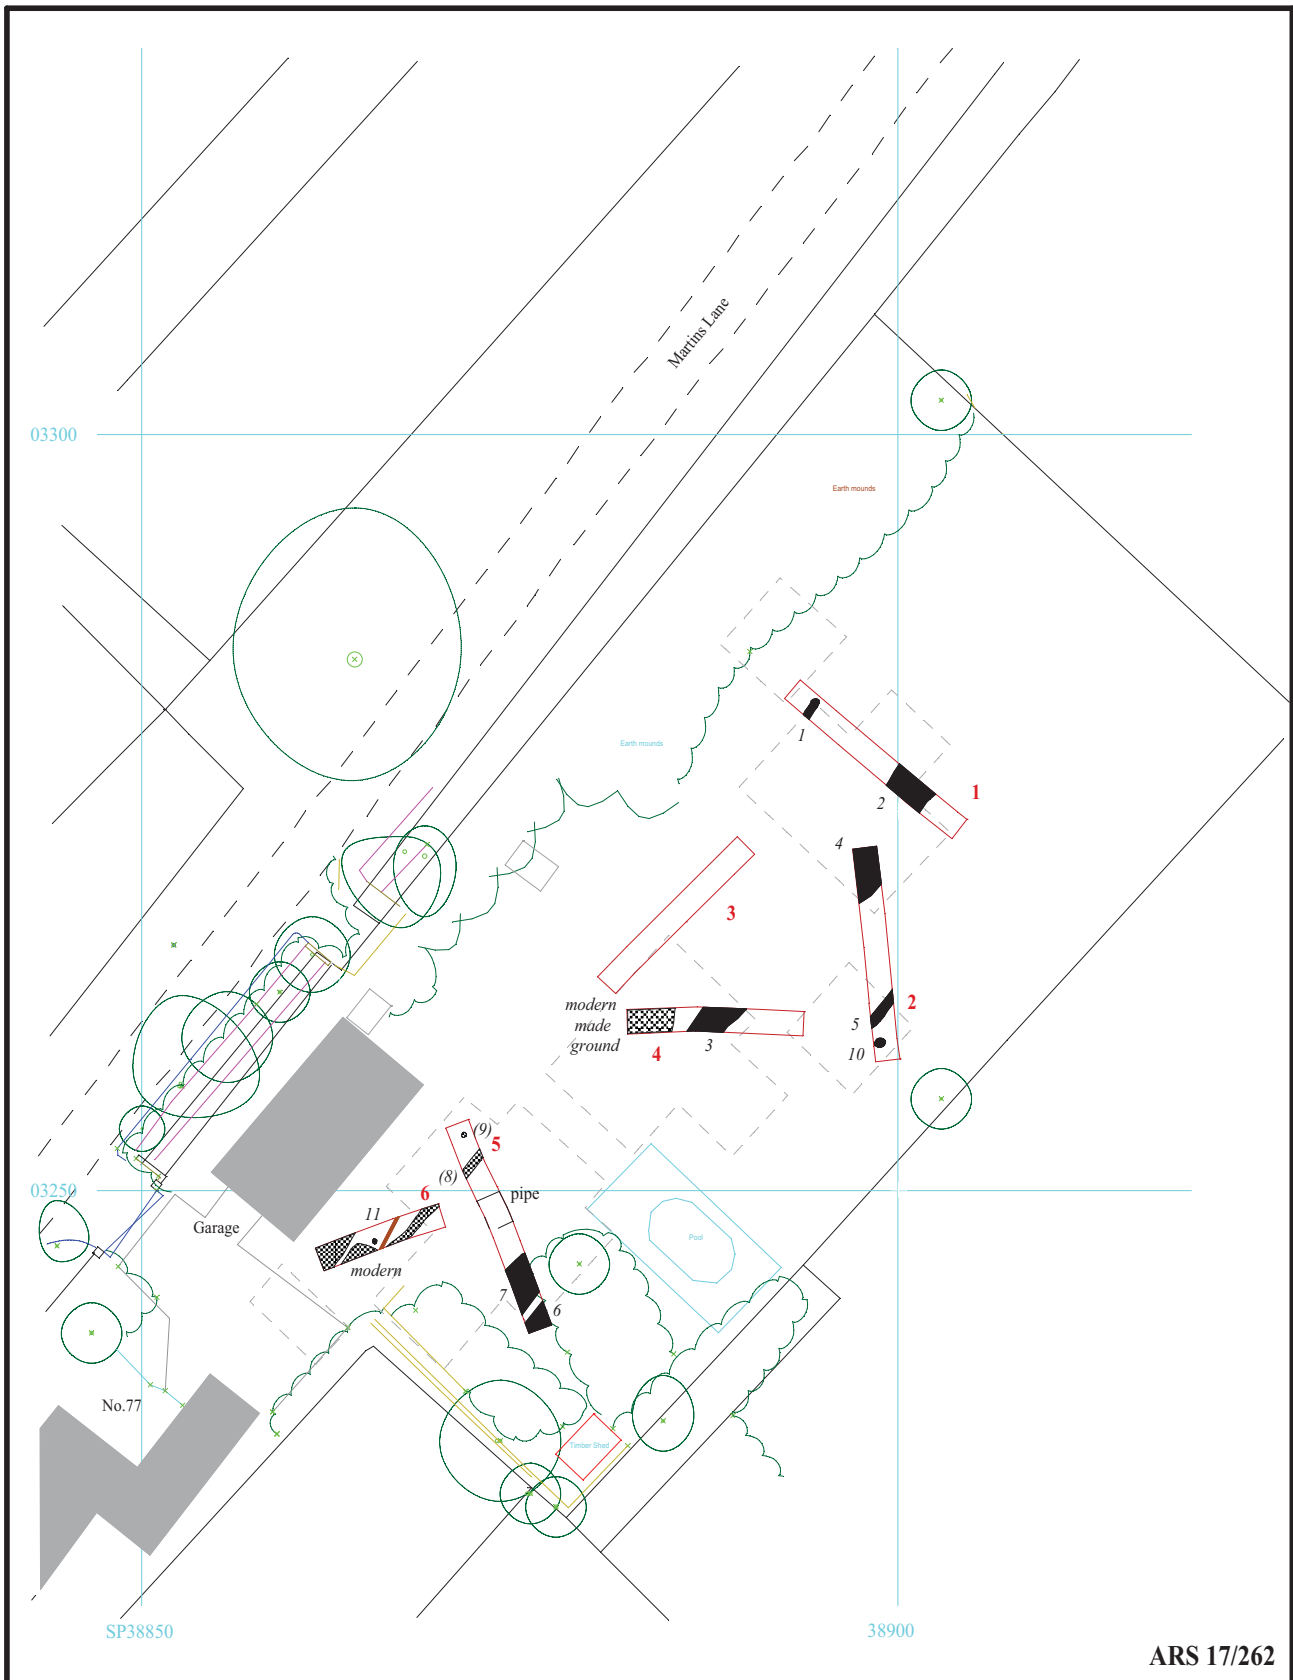 Martins Lane
03300
Earth mounds
Earth mounds
1
2
1
4
3
modern
made
ground
4
3
2
5
10
(9)
5
(8)
pipe
03250
6
11
Garage
modern
Pool
7
6
No.77
Timber Shed
SP38850
38900
ARS 17/262